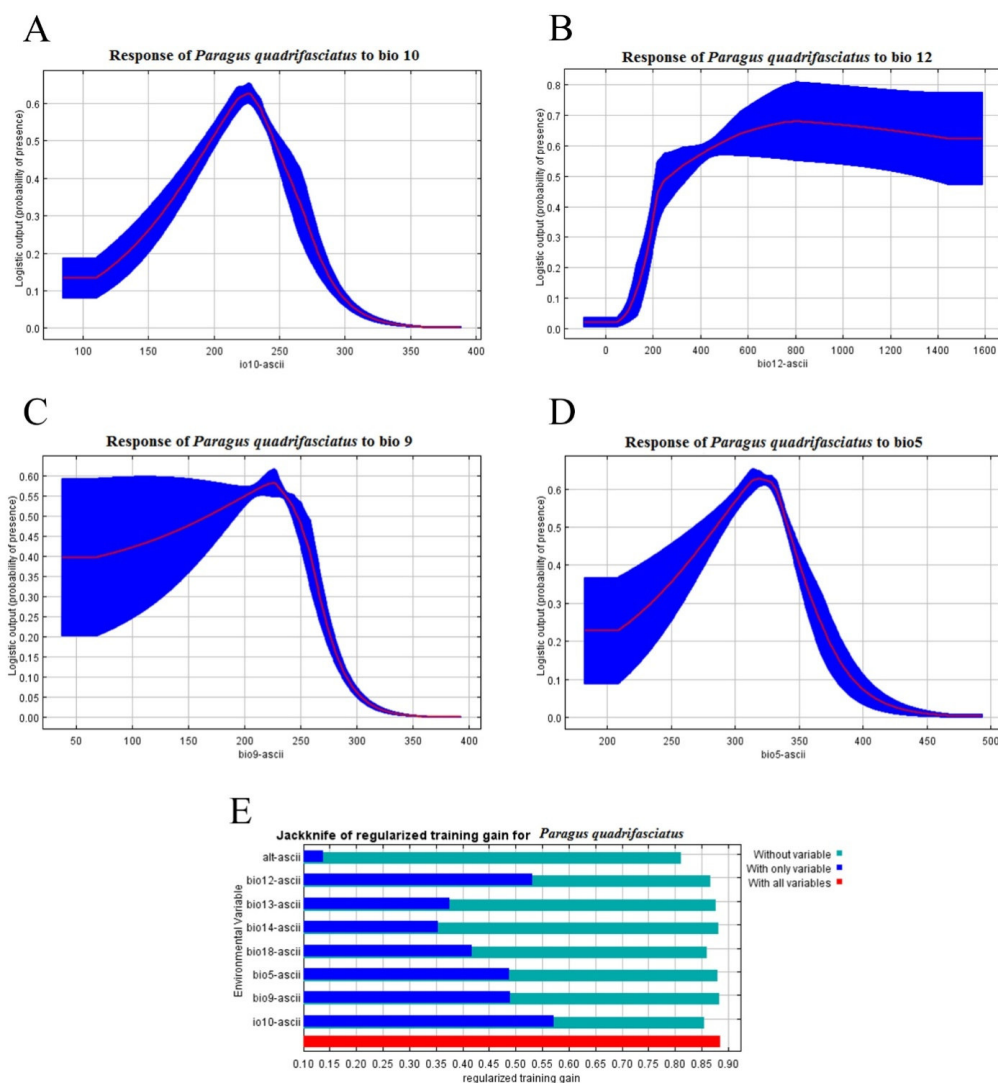 A
Response of Paragus quadrifasciatus to bio 10
Logistic output (probability of presence)
0.6
0.5
0.4
0.3
0.2
0.1
0.0
100 150 200 250 300 350 400
io10-ascii
B
Response of Paragus quadrifasciatus to bio 12
Logistic output (probability of presence)
0.8
0.7
0.6
0.5
0.4
0.3
0.2
0.1
0.0
0 200 400 600 800 1000 1200 1400 1600
bio12-ascii
C
Response of Paragus quadrifasciatus to bio 9
Logistic output (probability of presence)
0.60
0.55
0.50
0.45
0.40
0.35
0.30
0.25
0.20
0.15
0.10
0.05
0.00
50 100 150 200 250 300 350 400
bio9-ascii
D
Response of Paragus quadrifasciatus to bio5
Logistic output (probability of presence)
0.6
0.5
0.4
0.3
0.2
0.1
0.0
200 250 300 350 400 450 500
bio5-ascii
E
Jackknife of regularized training gain for Paragus quadrifasciatus
Environmental Variable
alt-ascii
bio12-ascii
bio13-ascii
bio14-ascii
bio18-ascii
bio5-ascii
bio9-ascii
io10-ascii
0.10 0.15 0.20 0.25 0.30 0.35 0.40 0.45 0.50 0.55 0.60 0.65 0.70 0.75 0.80 0.85 0.90
regularized training gain
Without variable
With only variable
With all variables